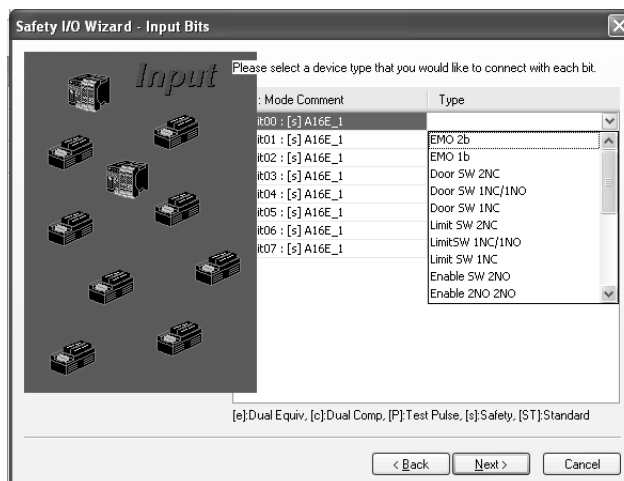 Safety I/O Wizard - Input Bits
Input
Please select a device type that you would like to connect with each bit.
: Mode Comment Type
it00 : [s] A16E_1
it01 : [s] A16E_1
it02 : [s] A16E_1
it03 : [s] A16E_1
it04 : [s] A16E_1
it05 : [s] A16E_1
it06 : [s] A16E_1
it07 : [s] A16E_1
EMO 2b
EMO 1b
Door SW 2NC
Door SW 1NC/1NO
Door SW 1NC
Limit SW 2NC
LimitSW 1NC/1NO
Limit SW 1NC
Enable SW 2NO
Enable 2NO 2NO
[e]:Dual Equiv, [c]:Dual Comp, [P]:Test Pulse, [s]:Safety, [ST]:Standard
< Back Next > Cancel